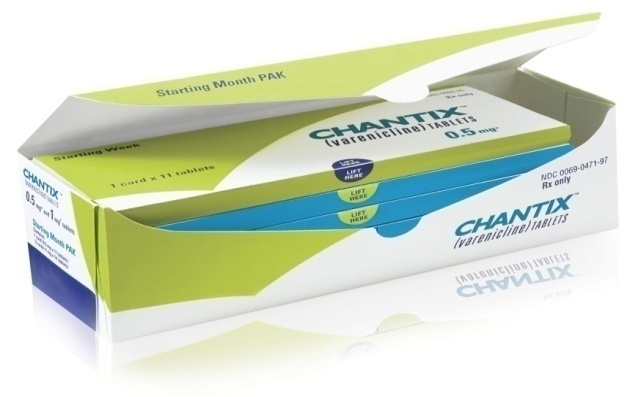 Starting Month PAK
Rx only
CHANTIX™
(varenicline) TABLETS
0.5 mg*
Starting Week
1 card x 11 tablets
LIFT
HERE
LIFT
HERE
LIFT
HERE
NDC 0069-0471-97
Rx only
CHANTIX™
(varenicline) TABLETS
CHANTIX™
(VARENICLINE) TABLETS
0.5 mg* and 1 mg* tablets
Starting Month PAK